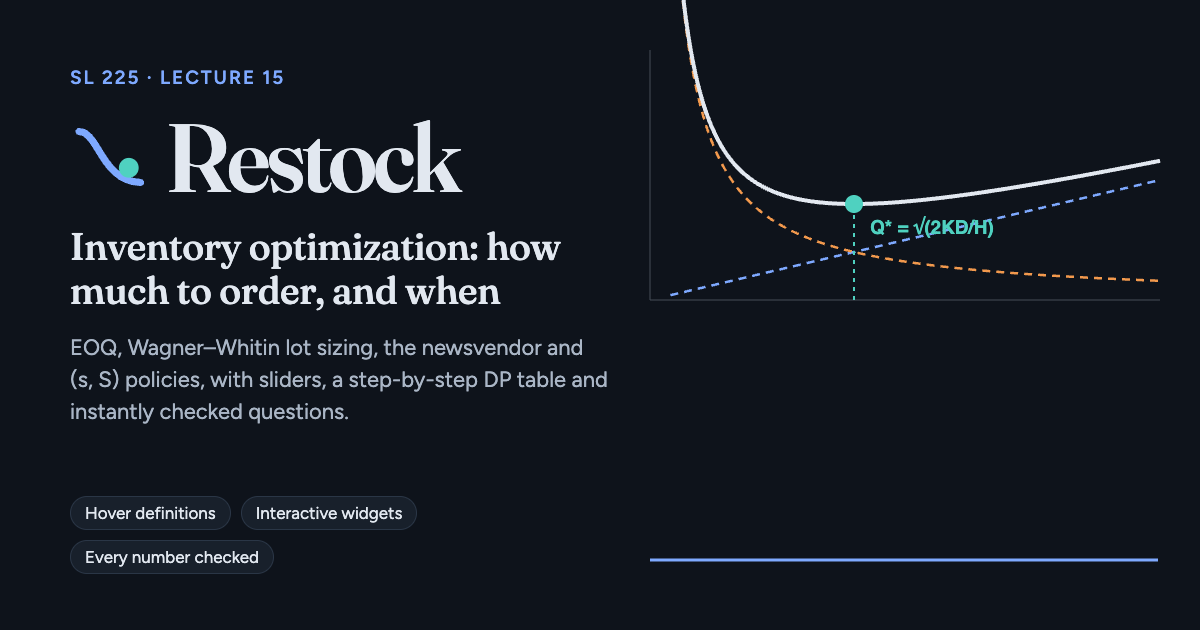 SL 225 · LECTURE 15
Restock
Inventory optimization: how
much to order, and when
EOQ, Wagner–Whitin lot sizing, the newsvendor and
(s, S) policies, with sliders, a step-by-step DP table and
instantly checked questions.
Hover definitions
Interactive widgets
Every number checked
Q* = √(2KD/H)